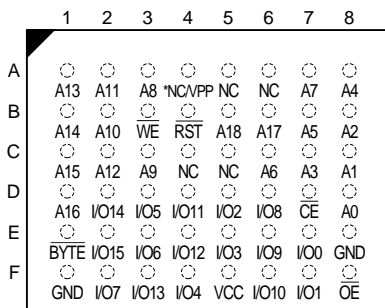 1 2 3 4 5 6 7 8
A
A13 A11 A8 *NC/VPP NC NC A7 A4
B
A14 A10 WE RST A18 A17 A5 A2
C
A15 A12 A9 NC NC A6 A3 A1
D
A16 I/O14 I/O5 I/O11 I/O2 I/O8 CE A0
E
BYTE I/O15 I/O6 I/O12 I/O3 I/O9 I/O0 GND
F
GND I/O7 I/O13 I/O4 VCC I/O10 I/O1 OE